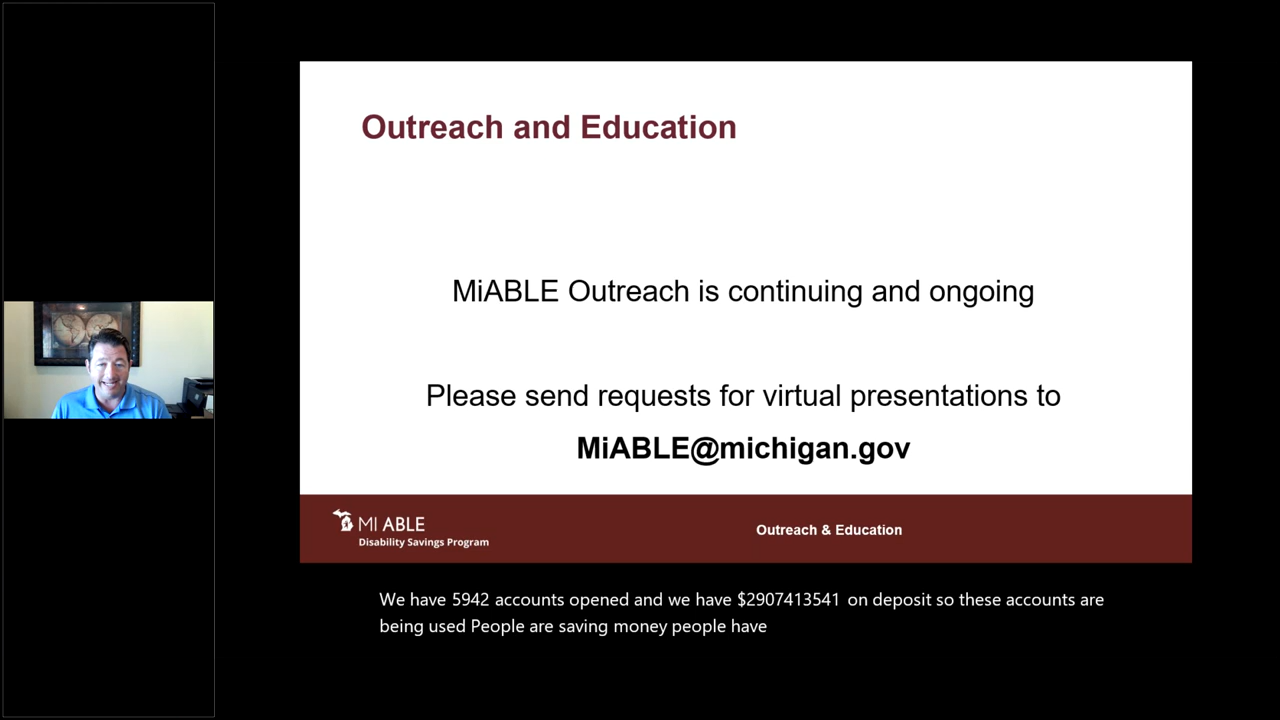 Outreach and Education
MiABLE Outreach is continuing and ongoing
Please send requests for virtual presentations to
MiABLE@michigan.gov
MI ABLE
Disability Savings Program
Outreach & Education
We have 5942 accounts opened and we have $2907413541 on deposit so these accounts are
being used People are saving money people have